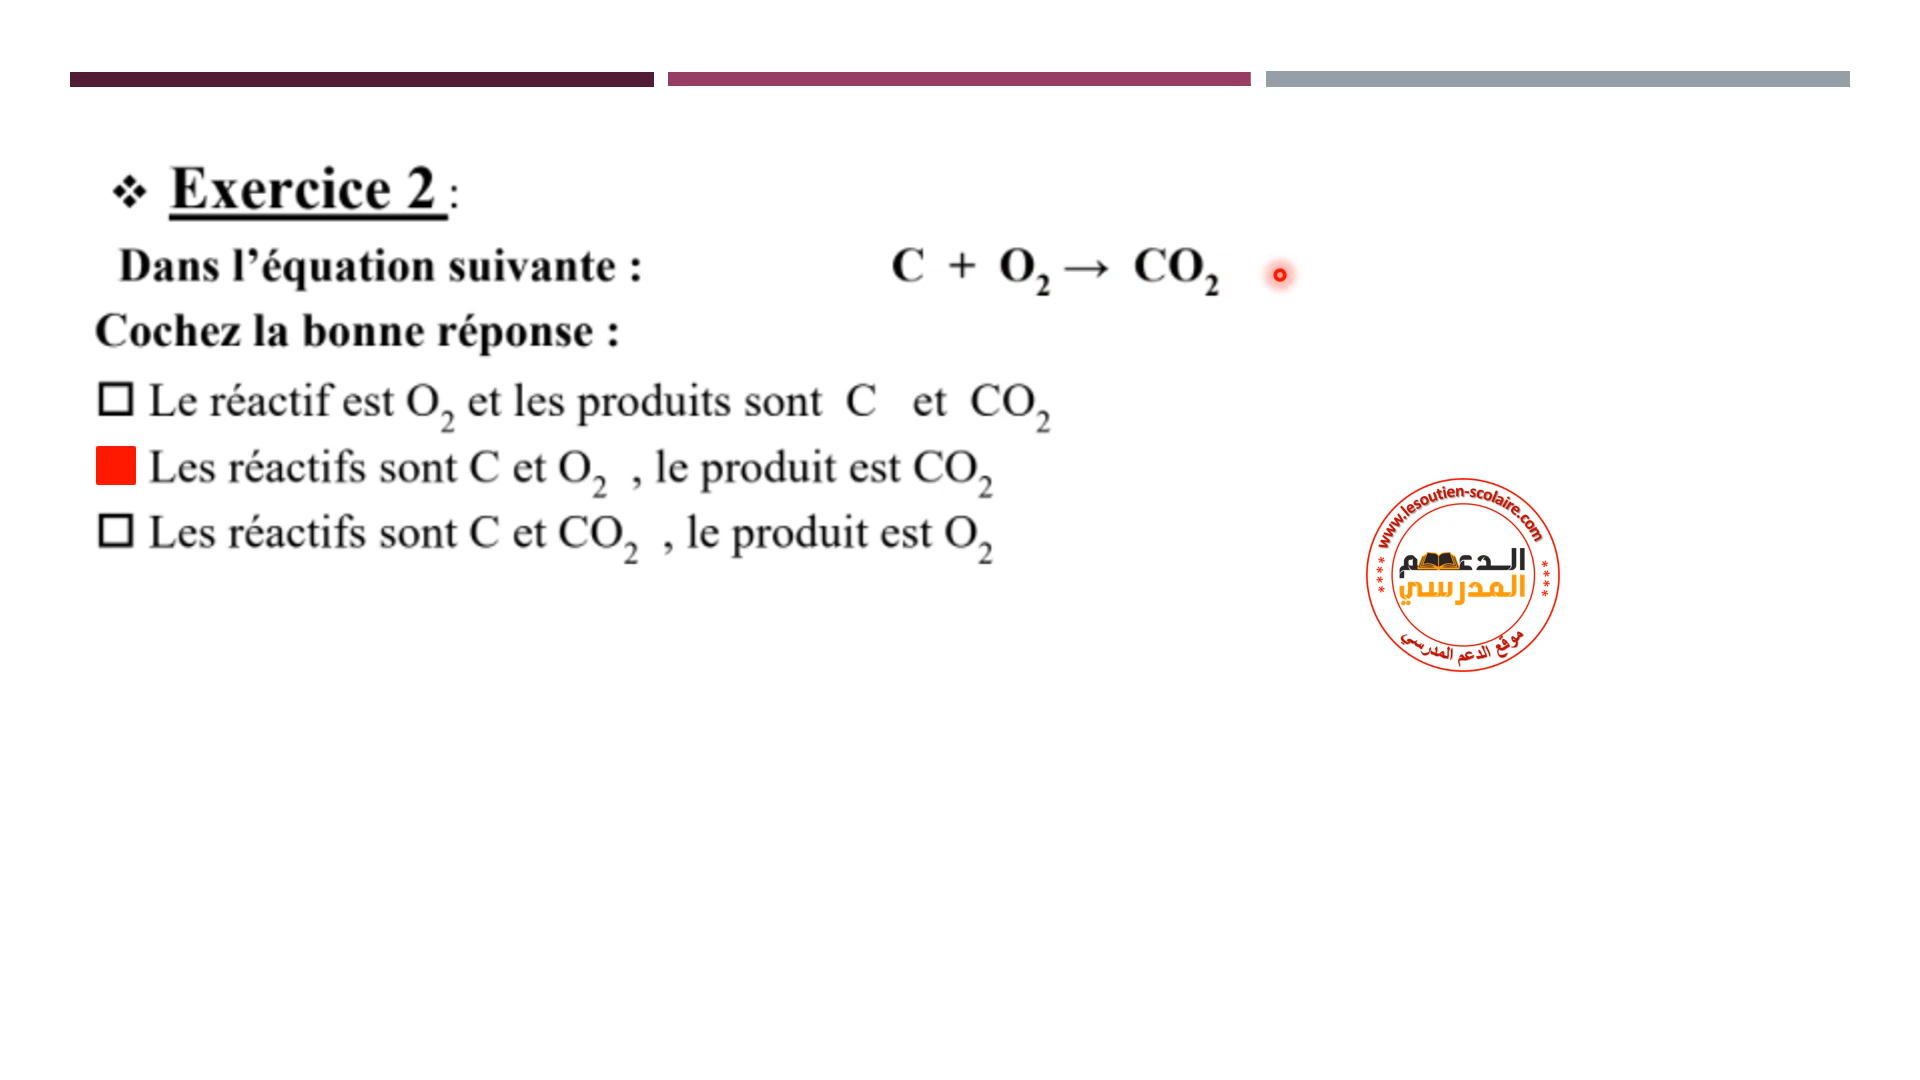 ❖ Exercice 2 :
Dans l’équation suivante : C + O₂ → CO₂
Cochez la bonne réponse :
☐ Le réactif est O₂ et les produits sont C et CO₂
Les réactifs sont C et O₂ , le produit est CO₂
☐ Les réactifs sont C et CO₂ , le produit est O₂
www.lesoutien-scolaire.com
الدعم
المدرسي
موقع الدعم المدرسي